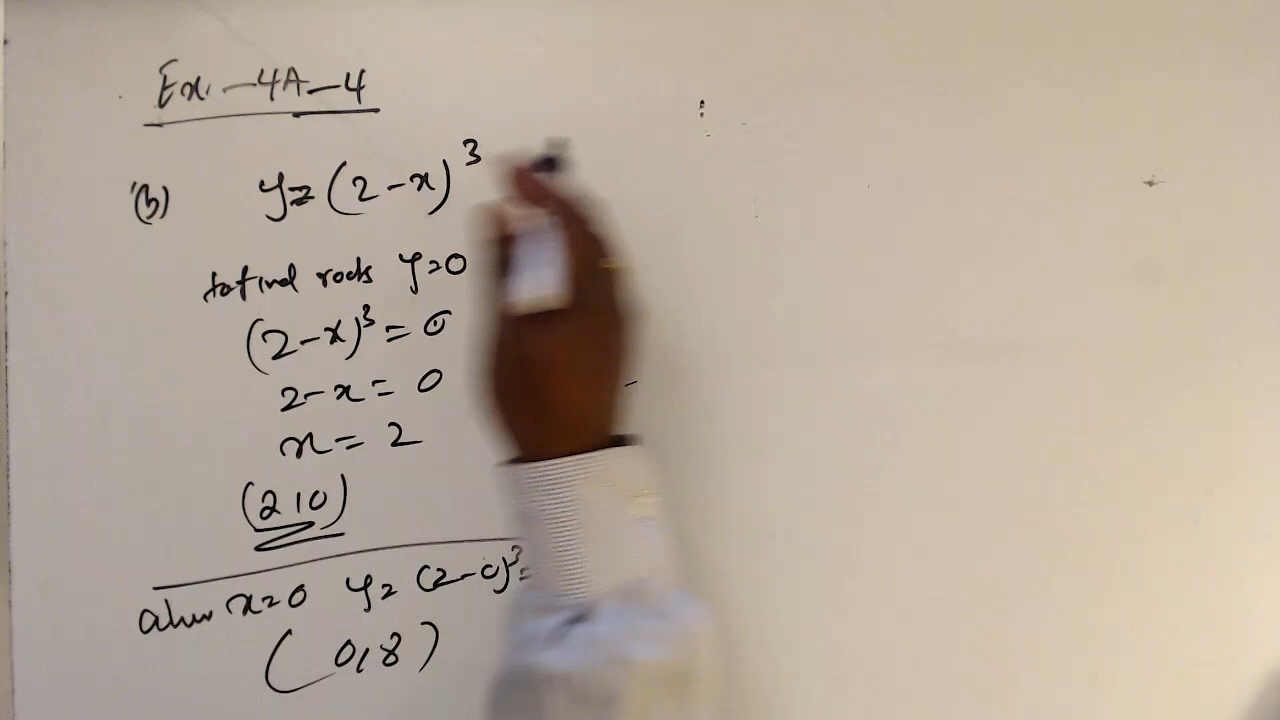 Ex. - 4A - 4
(b) y = (2 - x)^3
to find roots y = 0
(2 - x)^3 = 0
2 - x = 0
x = 2
(2, 0)
when x = 0 y = (2 - 0)^3 =
(0, 8)